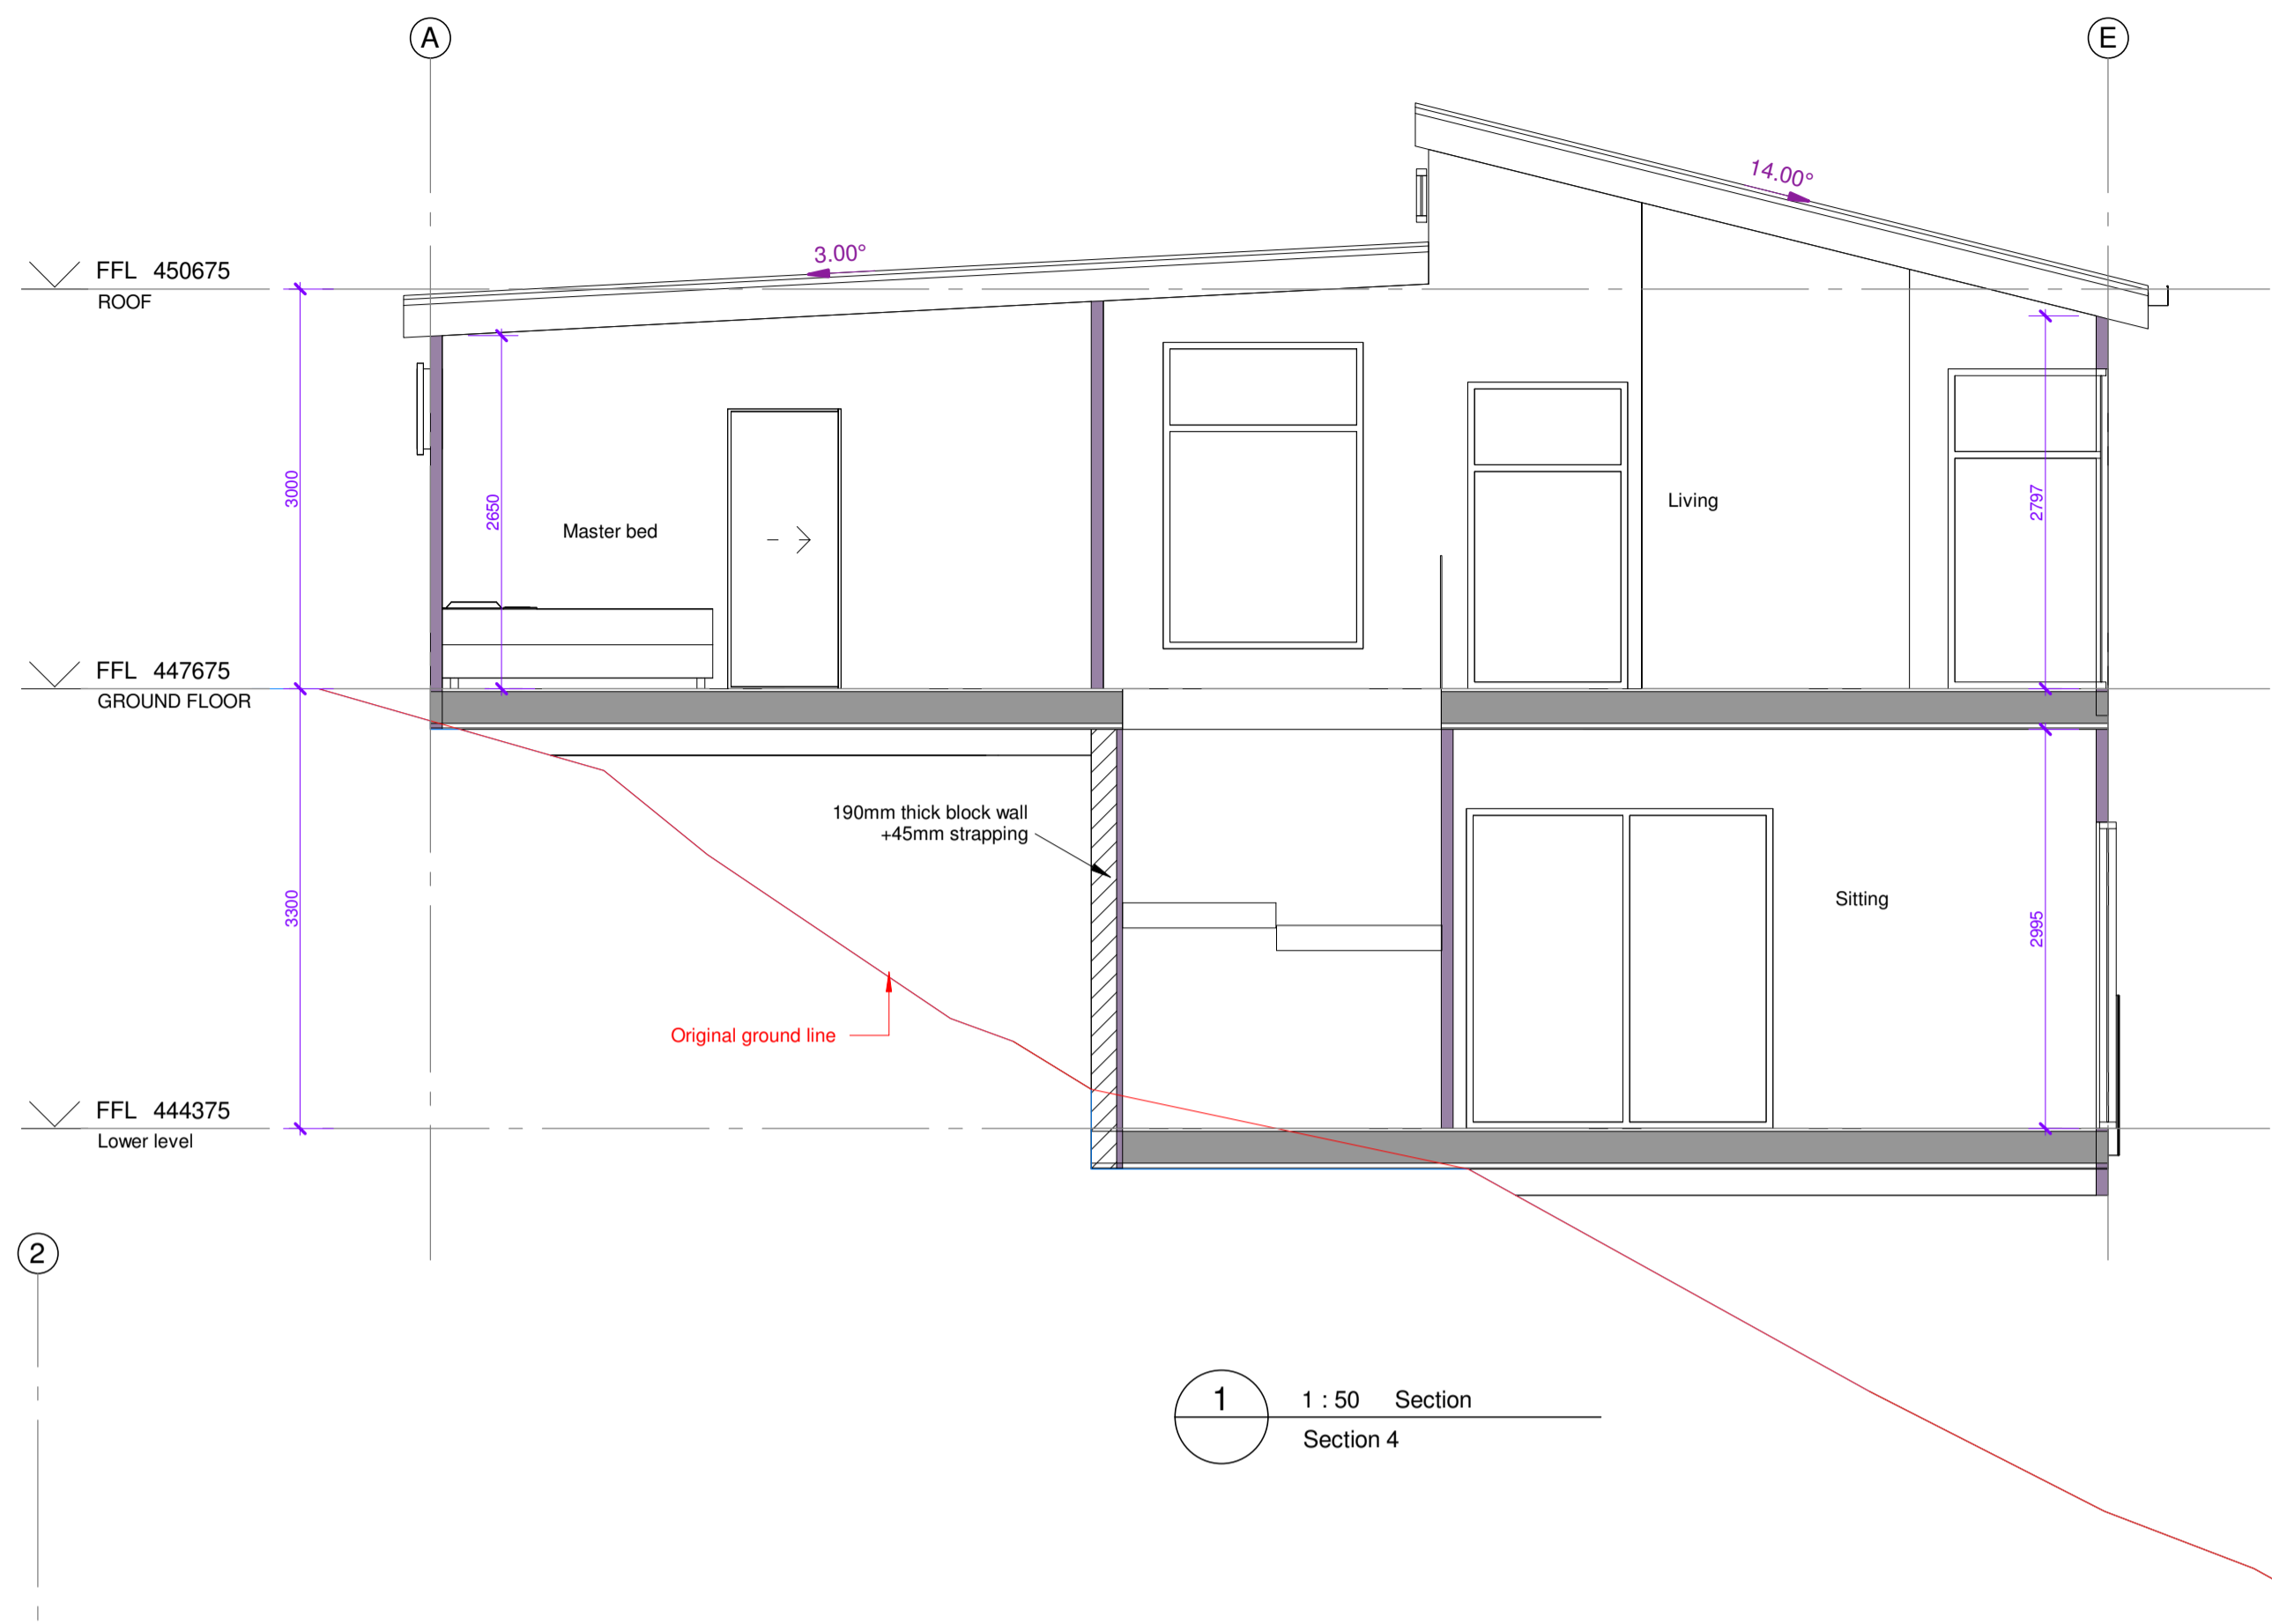 A
E
14.00°
3.00°
FFL 450675
ROOF
3000
2650
Master bed
Living
2797
FFL 447675
GROUND FLOOR
190mm thick block wall
+45mm strapping
3300
Sitting
2995
Original ground line
FFL 444375
Lower level
2
1
1 : 50 Section
Section 4